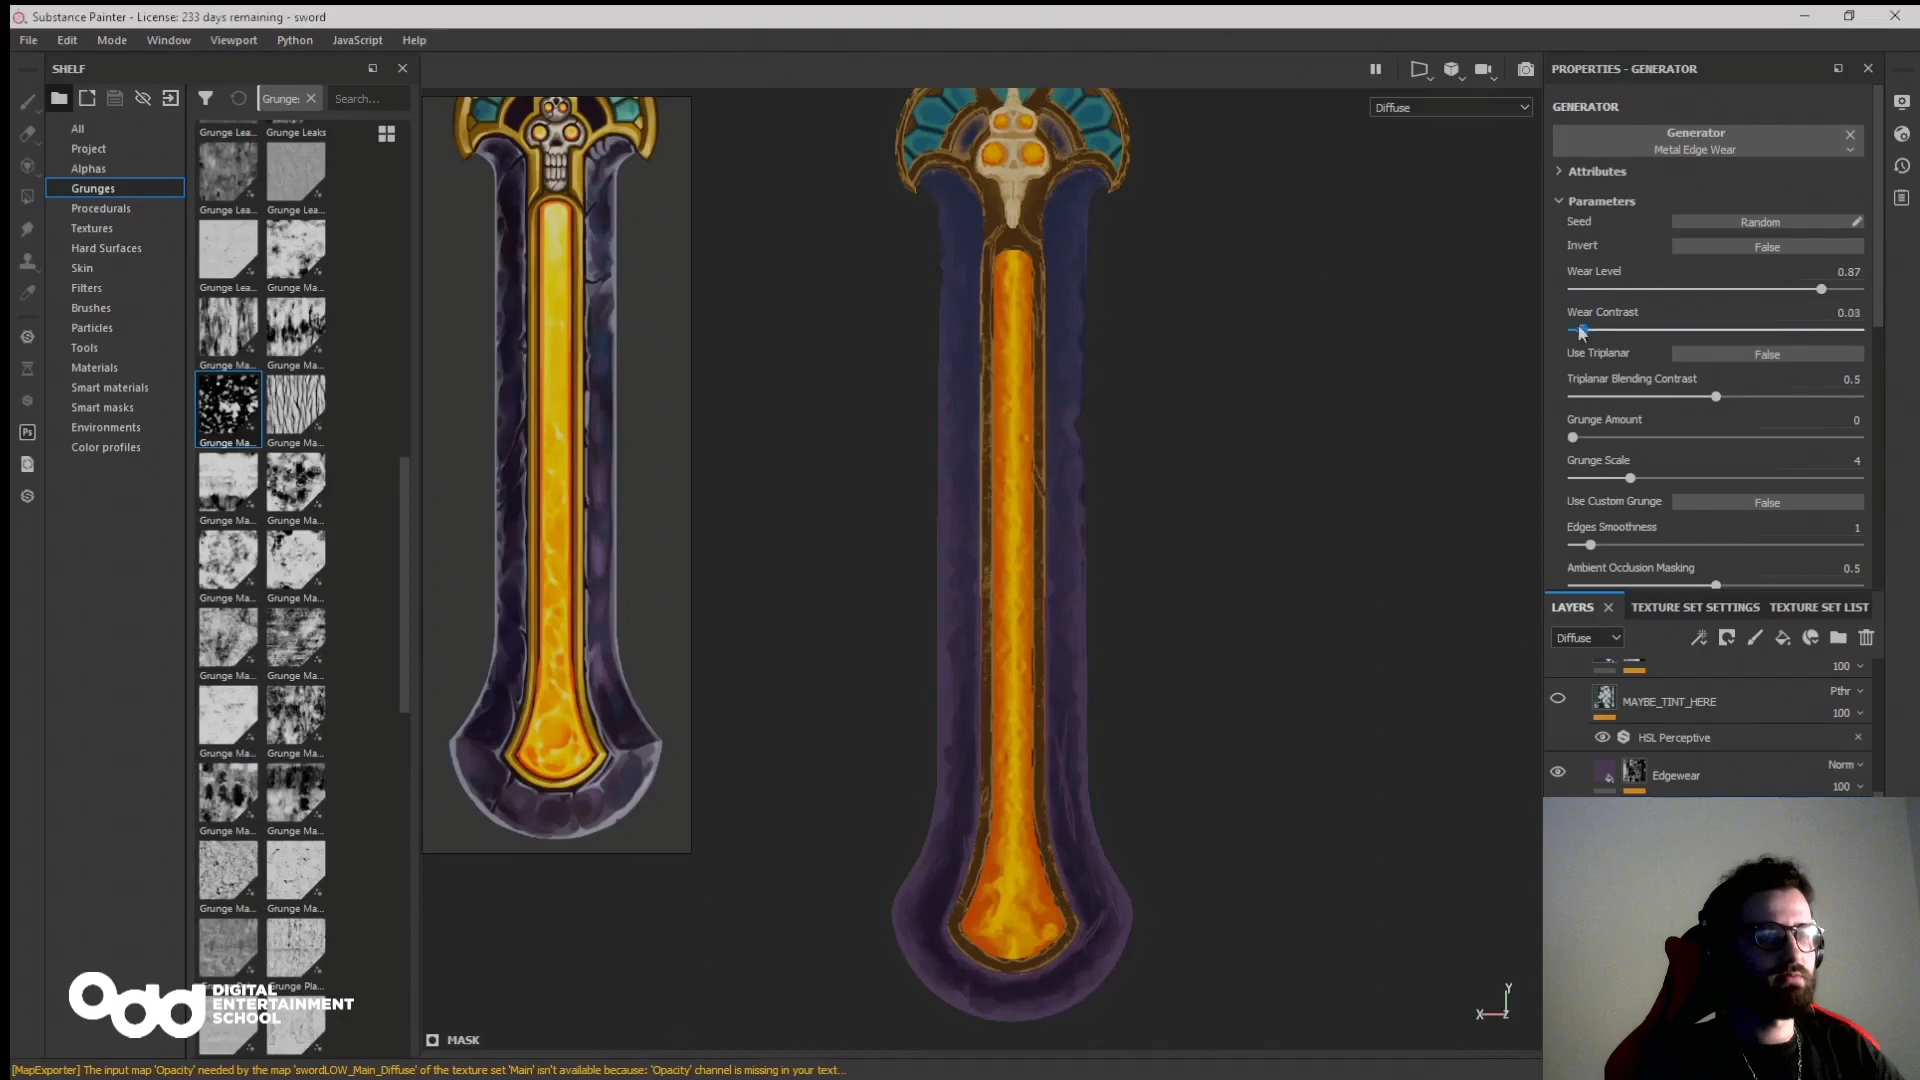 Substance Painter - License: 233 days remaining - sword
File Edit Mode Window Viewport Python JavaScript Help
SHELF
Grunge: Search...
All
Project
Alphas
Grunges
Procedurals
Textures
Hard Surfaces
Skin
Filters
Brushes
Particles
Tools
Materials
Smart materials
Smart masks
Environments
Color profiles
Grunge Lea... Grunge Leaks
Grunge Lea... Grunge Lea...
Grunge Lea... Grunge Ma...
Grunge Ma... Grunge Ma...
Grunge Ma... Grunge Ma...
Grunge Ma... Grunge Ma...
Grunge Ma... Grunge Ma...
Grunge Ma... Grunge Ma...
Grunge Ma... Grunge Ma...
Grunge Ma... Grunge Ma...
Grunge Ma... Grunge Ma...
Grunge Pla...
Diffuse
MASK
Y
X Z
PROPERTIES - GENERATOR
GENERATOR
Generator
Metal Edge Wear
Attributes
Parameters
Seed Random
Invert False
Wear Level 0.87
Wear Contrast 0.03
Use Triplanar False
Triplanar Blending Contrast 0.5
Grunge Amount 0
Grunge Scale 4
Use Custom Grunge False
Edges Smoothness 1
Ambient Occlusion Masking 0.5
LAYERS TEXTURE SET SETTINGS TEXTURE SET LIST
Diffuse
100
MAYBE_TINT_HERE Pthr
100
HSL Perceptive
Edgewear Norm
100
Ps
odd DIGITAL
ENTERTAINMENT
SCHOOL
[MapExporter] The input map 'Opacity' needed by the map 'swordLOW_Main_Diffuse' of the texture set 'Main' isn't available because: 'Opacity' channel is missing in your text...